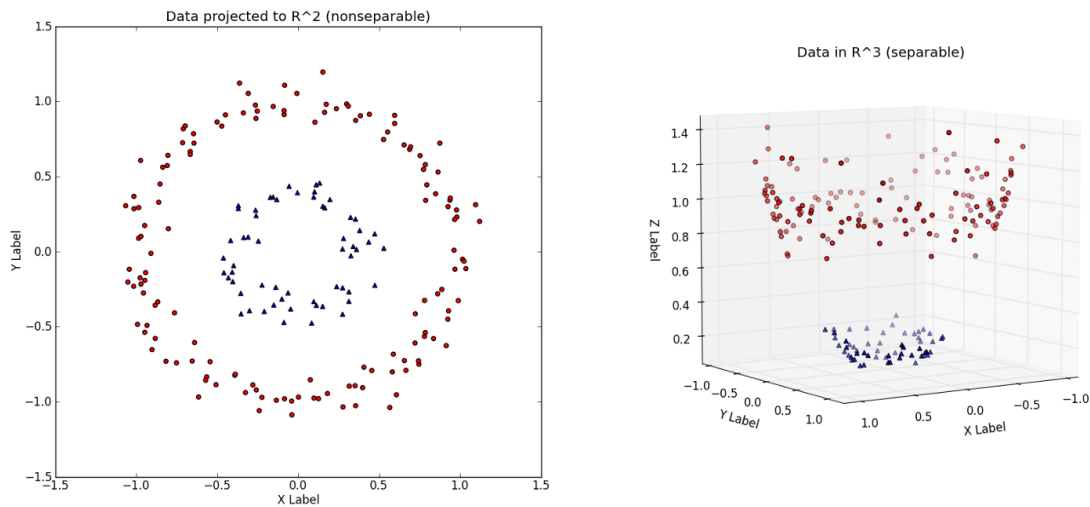 Data projected to R^2 (nonseparable)
1.5
1.0
0.5
0.0
−0.5
−1.0
−1.5
Y Label
−1.5 −1.0 −0.5 0.0 0.5 1.0 1.5
X Label
Data in R^3 (separable)
1.4
1.2
1.0
0.8
0.6
0.4
0.2
Z Label
−1.0 −0.5 0.0 0.5 1.0
Y Label
1.0 0.5 0.0 −0.5 −1.0
X Label